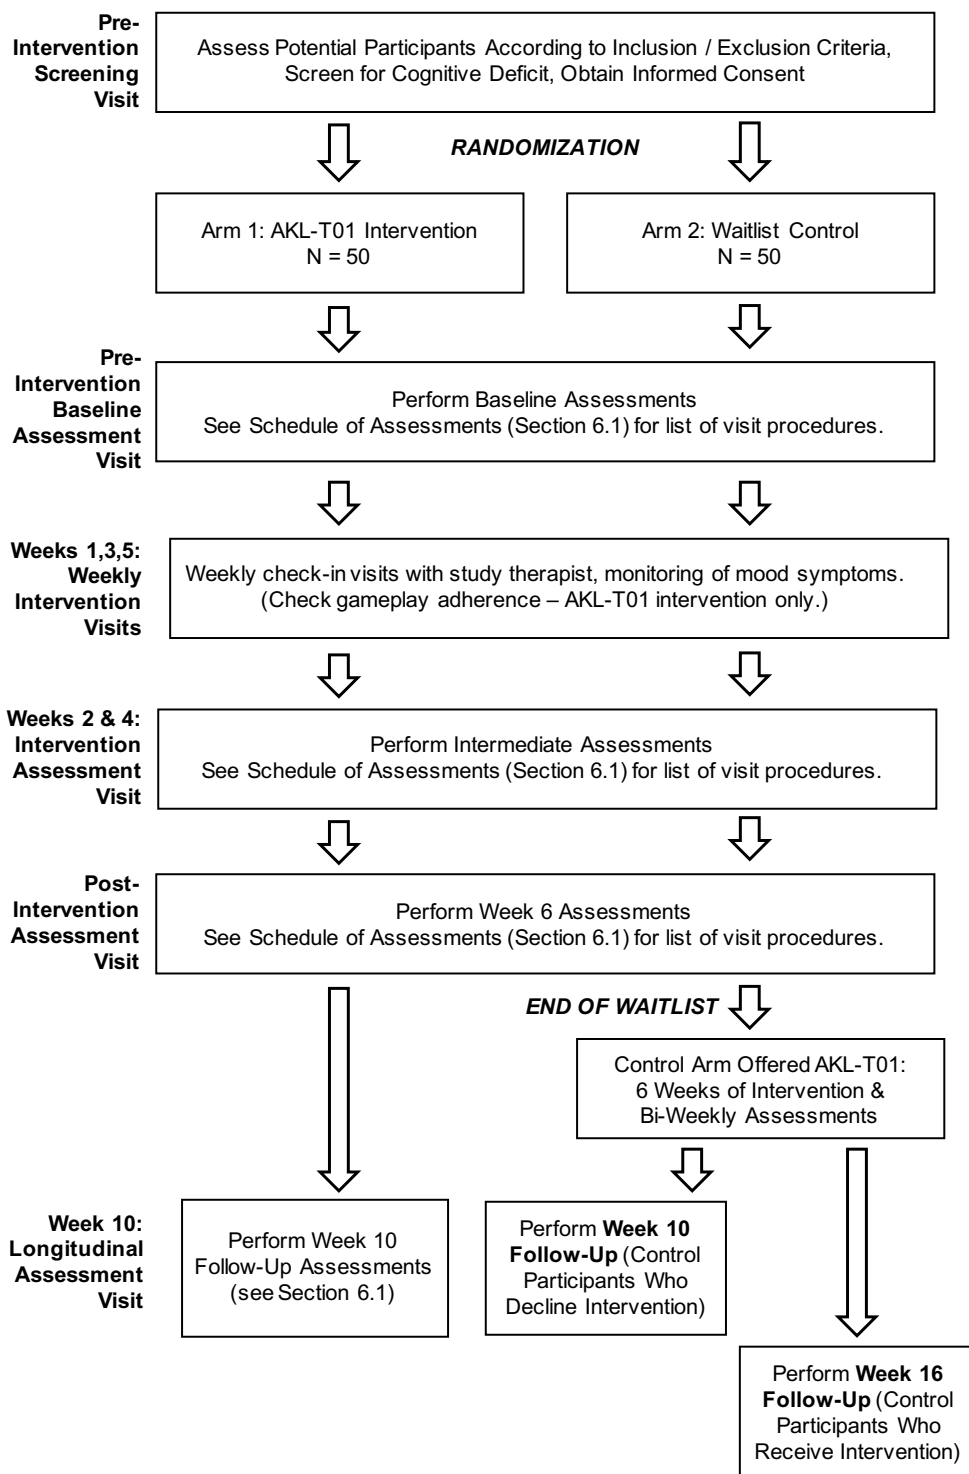 Pre-
Intervention
Screening
Visit
Assess Potential Participants According to Inclusion / Exclusion Criteria,
Screen for Cognitive Deficit, Obtain Informed Consent
RANDOMIZATION
Arm 1: AKL-T01 Intervention
N = 50
Arm 2: Waitlist Control
N = 50
Pre-
Intervention
Baseline
Assessment
Visit
Perform Baseline Assessments
See Schedule of Assessments (Section 6.1) for list of visit procedures.
Weeks 1,3,5:
Weekly
Intervention
Visits
Weekly check-in visits with study therapist, monitoring of mood symptoms.
(Check gameplay adherence – AKL-T01 intervention only.)
Weeks 2 & 4:
Intervention
Assessment
Visit
Perform Intermediate Assessments
See Schedule of Assessments (Section 6.1) for list of visit procedures.
Post-
Intervention
Assessment
Visit
Perform Week 6 Assessments
See Schedule of Assessments (Section 6.1) for list of visit procedures.
END OF WAITLIST
Control Arm Offered AKL-T01:
6 Weeks of Intervention &
Bi-Weekly Assessments
Week 10:
Longitudinal
Assessment
Visit
Perform Week 10
Follow-Up Assessments
(see Section 6.1)
Perform Week 10
Follow-Up (Control
Participants Who
Decline Intervention)
Perform Week 16
Follow-Up (Control
Participants Who
Receive Intervention)